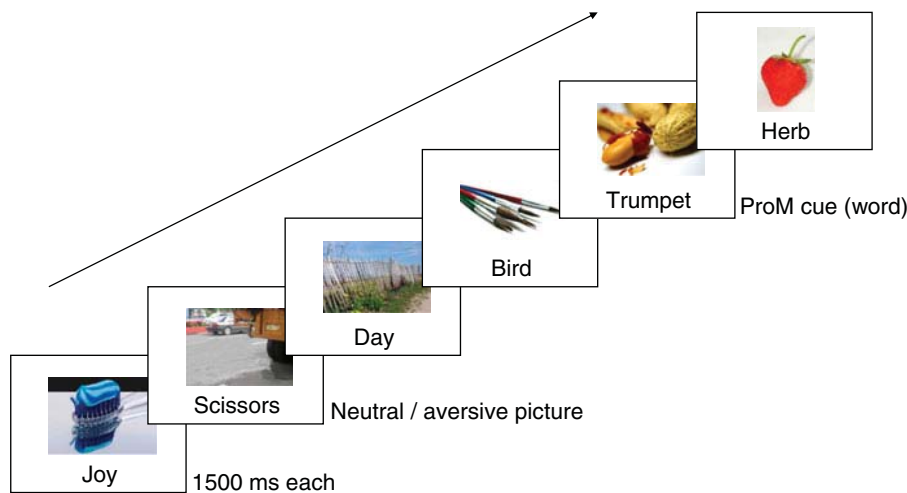 Herb
Trumpet
ProM cue (word)
Bird
Day
Scissors
Neutral / aversive picture
Joy
1500 ms each